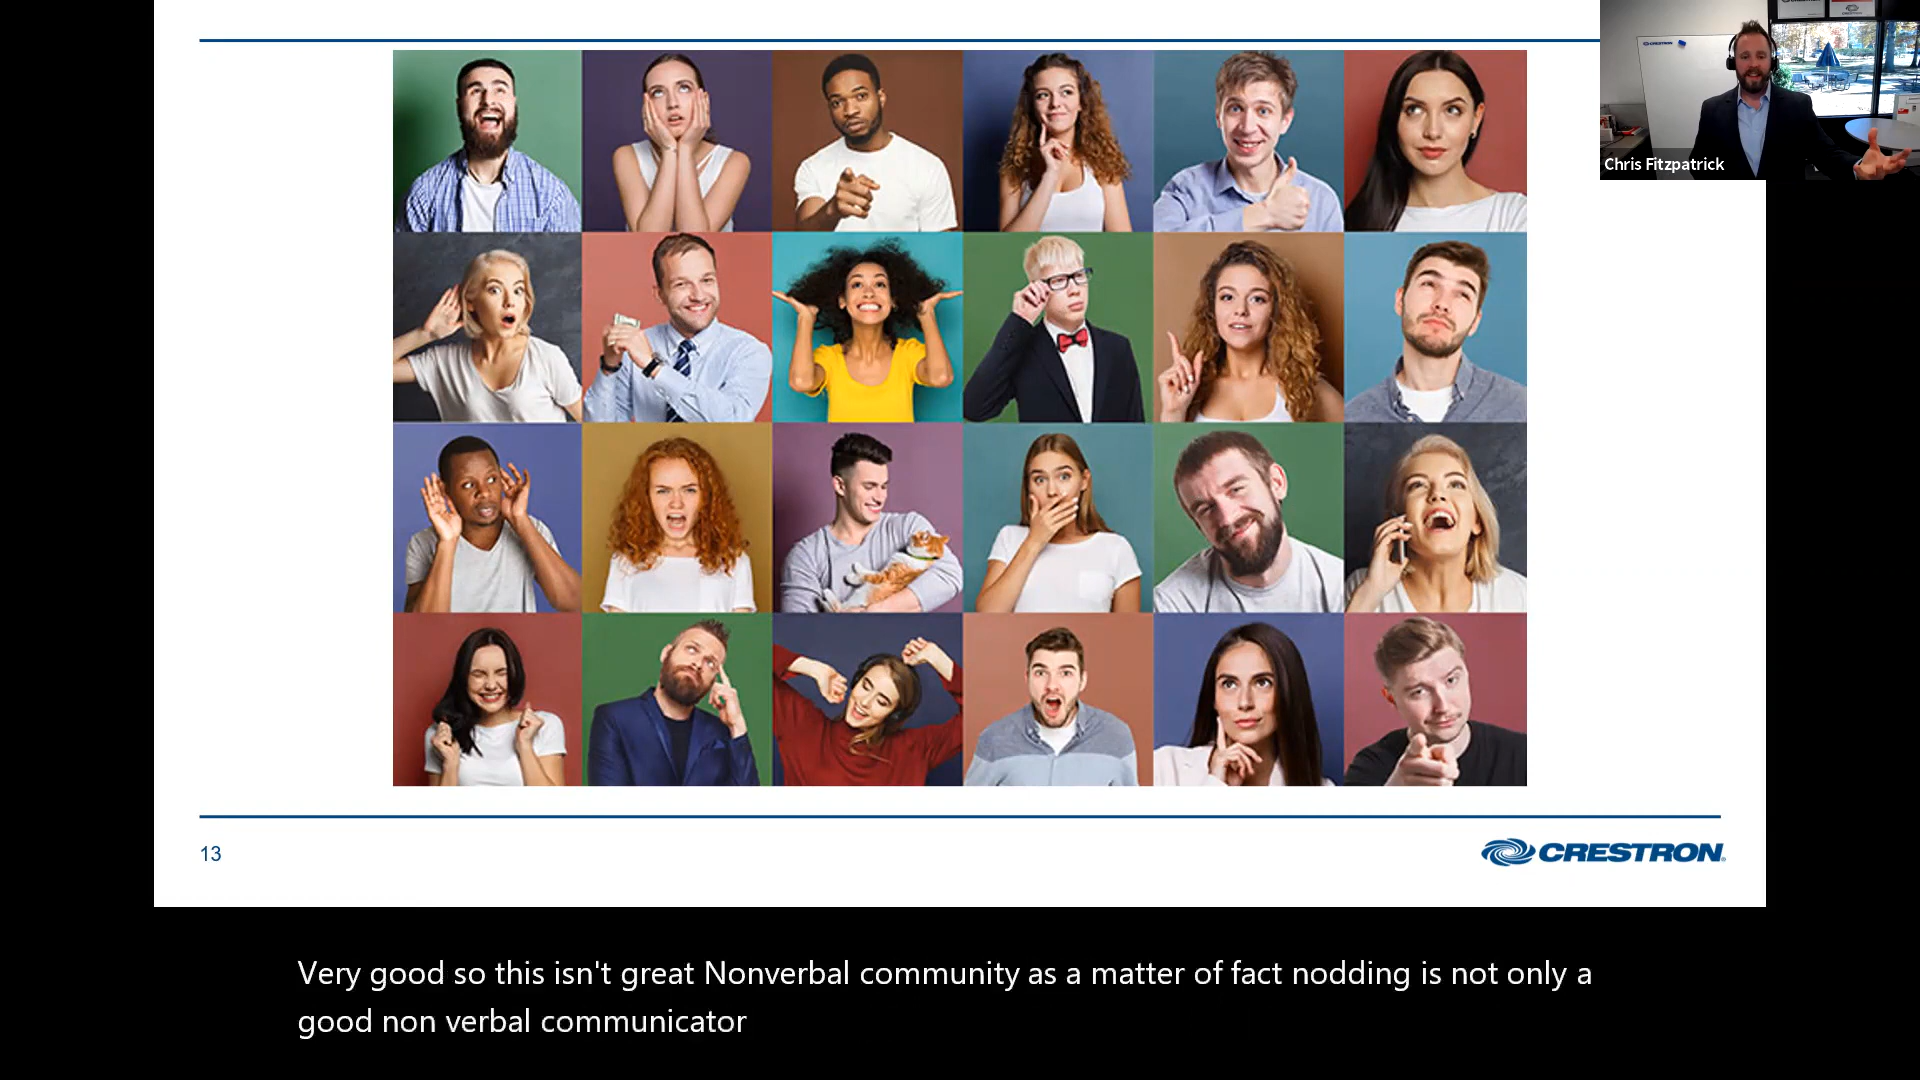 CRESTRON
Chris Fitzpatrick
13
CRESTRON
Very good so this isn't great Nonverbal community as a matter of fact nodding is not only a
good non verbal communicator